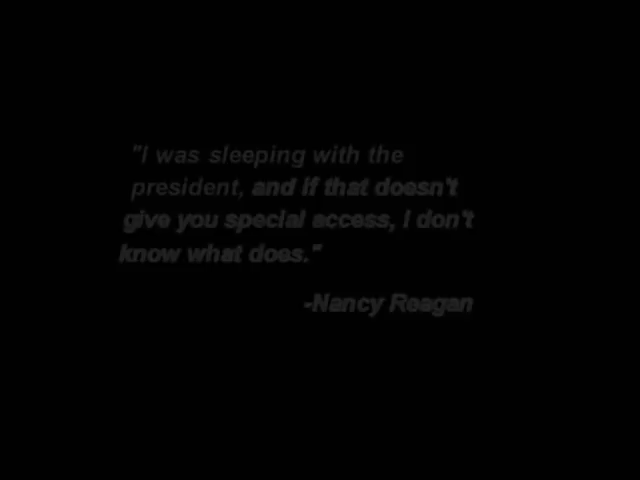 "I was sleeping with the
president, and if that doesn't
give you special access, I don't
know what does."
-Nancy Reagan